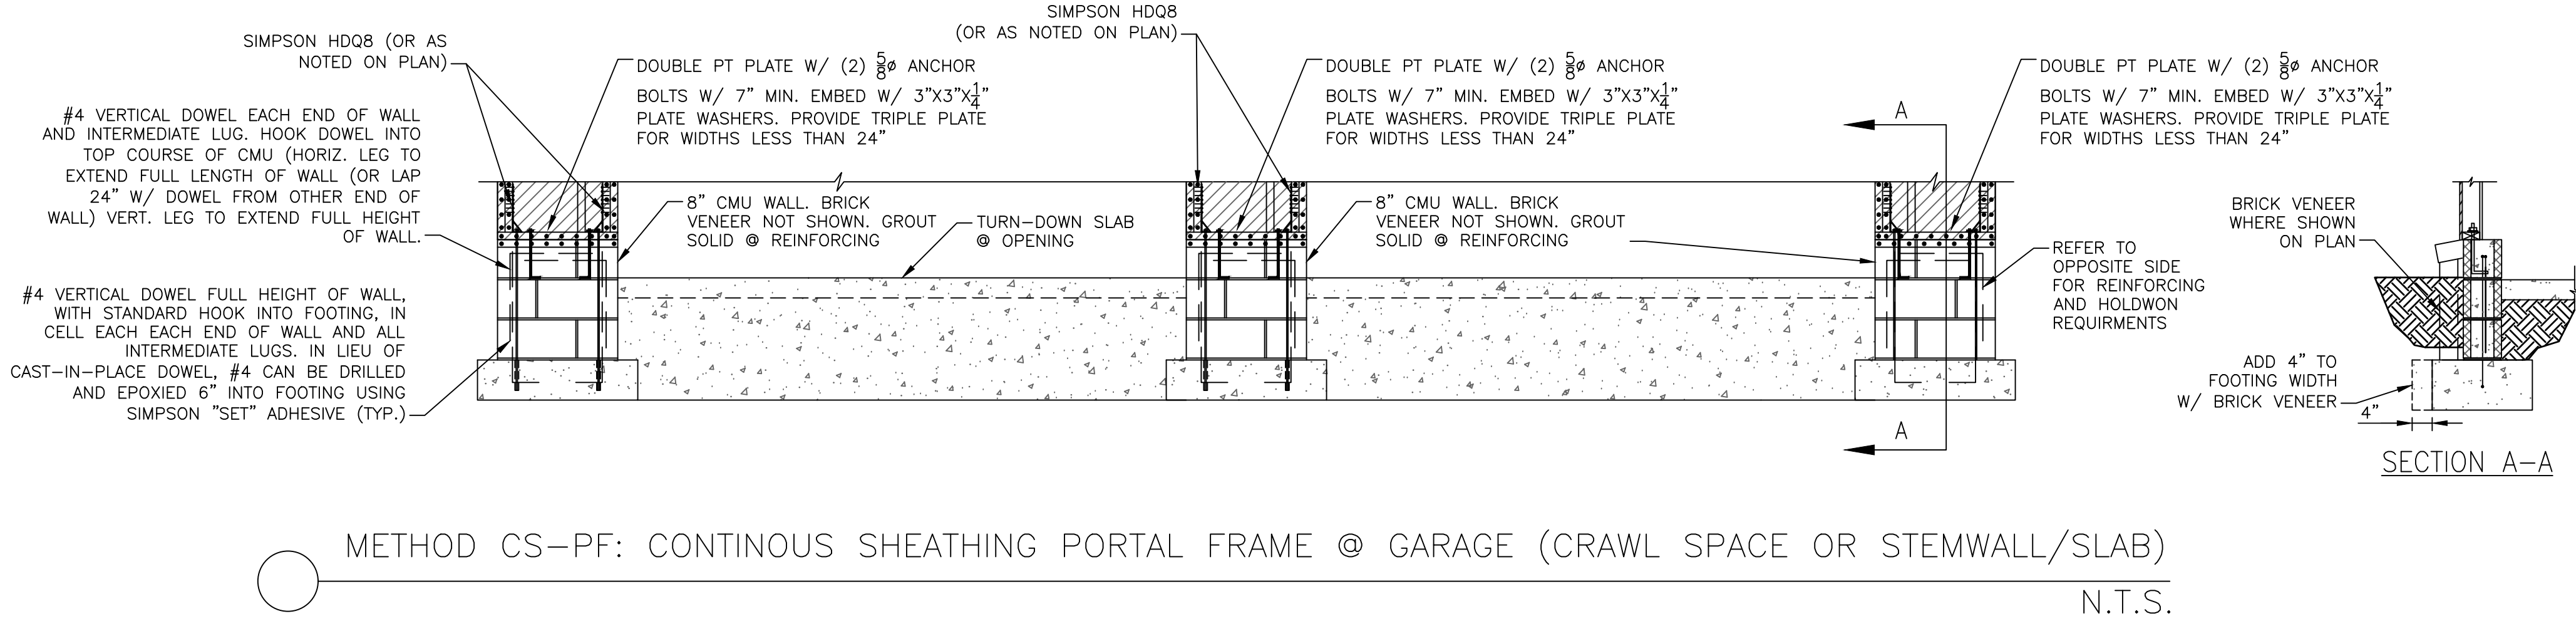 SIMPSON HDQ8 (OR AS
NOTED ON PLAN)
#4 VERTICAL DOWEL EACH END OF WALL
AND INTERMEDIATE LUG. HOOK DOWEL INTO
TOP COURSE OF CMU (HORIZ. LEG TO
EXTEND FULL LENGTH OF WALL (OR LAP
24" W/ DOWEL FROM OTHER END OF
WALL) VERT. LEG TO EXTEND FULL HEIGHT
OF WALL.
#4 VERTICAL DOWEL FULL HEIGHT OF WALL,
WITH STANDARD HOOK INTO FOOTING, IN
CELL EACH EACH END OF WALL AND ALL
INTERMEDIATE LUGS. IN LIEU OF
CAST-IN-PLACE DOWEL, #4 CAN BE DRILLED
AND EPOXIED 6" INTO FOOTING USING
SIMPSON "SET" ADHESIVE (TYP.)
DOUBLE PT PLATE W/ (2) 5/8ø ANCHOR
BOLTS W/ 7" MIN. EMBED W/ 3"X3"X1/4"
PLATE WASHERS. PROVIDE TRIPLE PLATE
FOR WIDTHS LESS THAN 24"
8" CMU WALL. BRICK
VENEER NOT SHOWN. GROUT
SOLID @ REINFORCING
TURN-DOWN SLAB
@ OPENING
SIMPSON HDQ8
(OR AS NOTED ON PLAN)
DOUBLE PT PLATE W/ (2) 5/8ø ANCHOR
BOLTS W/ 7" MIN. EMBED W/ 3"X3"X1/4"
PLATE WASHERS. PROVIDE TRIPLE PLATE
FOR WIDTHS LESS THAN 24"
8" CMU WALL. BRICK
VENEER NOT SHOWN. GROUT
SOLID @ REINFORCING
A
A
DOUBLE PT PLATE W/ (2) 5/8ø ANCHOR
BOLTS W/ 7" MIN. EMBED W/ 3"X3"X1/4"
PLATE WASHERS. PROVIDE TRIPLE PLATE
FOR WIDTHS LESS THAN 24"
REFER TO
OPPOSITE SIDE
FOR REINFORCING
AND HOLDWON
REQUIRMENTS
BRICK VENEER
WHERE SHOWN
ON PLAN
ADD 4" TO
FOOTING WIDTH
W/ BRICK VENEER
4"
SECTION A-A
METHOD CS-PF: CONTINOUS SHEATHING PORTAL FRAME @ GARAGE (CRAWL SPACE OR STEMWALL/SLAB)
N.T.S.